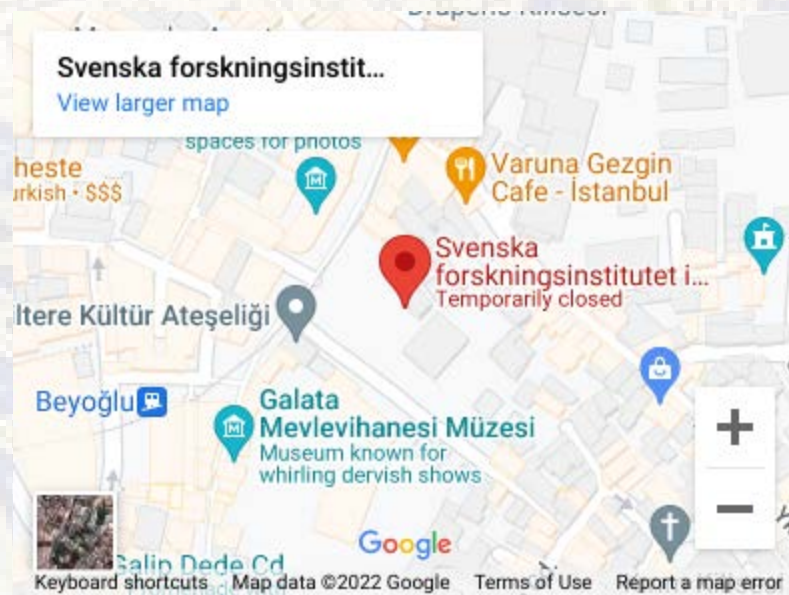 Svenska forskningsinstit...
View larger map
spaces for photos
heste
urkish · $$$
Varuna Gezgin
Cafe - İstanbul
Svenska
forskningsinstitutet i...
Temporarily closed
ltere Kültür Ateşeliği
Beyoğlu
Galata
Mevlevihanesi Müzesi
Museum known for
whirling dervish shows
Google
Galip Dede Cd
Keyboard shortcuts
Map data ©2022 Google
Terms of Use
Report a map error